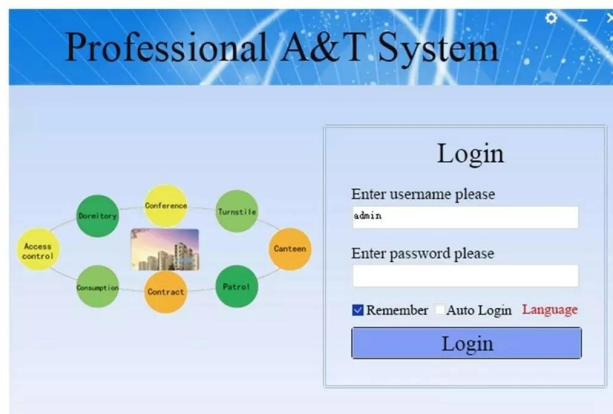 Professional A&T System
Login
Enter username please
admin
Enter password please
Remember
Auto Login
Language
Login
Conference
Dormitory
Turnstile
Access
control
Canteen
Consumption
Contract
Patrol